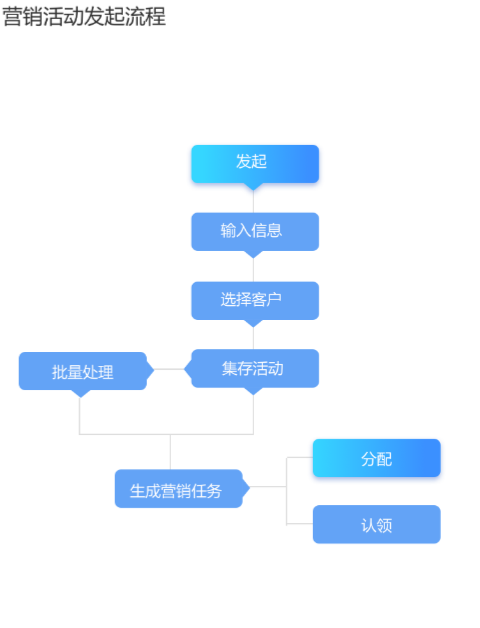 营销活动发起流程
发起
输入信息
选择客户
批量处理
集存活动
分配
生成营销任务
认领